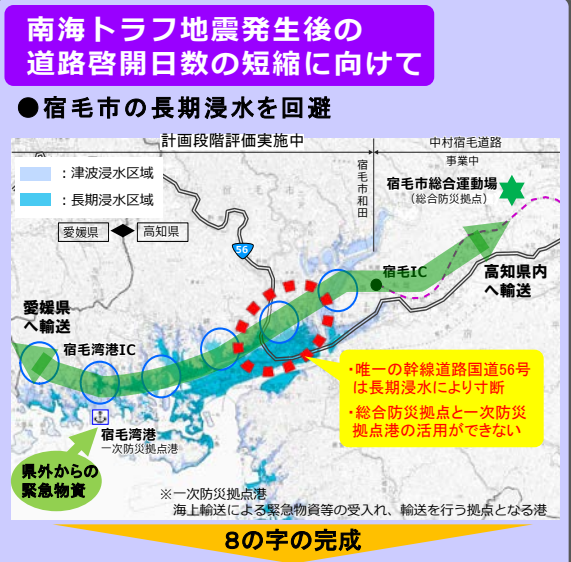 南海トラフ地震発生後の
道路啓開日数の短縮に向けて
●宿毛市の長期浸水を回避
計画段階評価実施中
中村宿毛道路
事業中
：津波浸水区域
：長期浸水区域
宿毛市和田
宿毛市総合運動場
（総合防災拠点）
愛媛県
高知県
56
宿毛IC
高知県内
へ輸送
愛媛県
へ輸送
宿毛湾港IC
・唯一の幹線道路国道56号
は長期浸水により寸断
・総合防災拠点と一次防災
拠点港の活用ができない
宿毛湾港
一次防災拠点港
県外からの
緊急物資
※一次防災拠点港
海上輸送による緊急物資等の受入れ、輸送を行う拠点となる港
8の字の完成